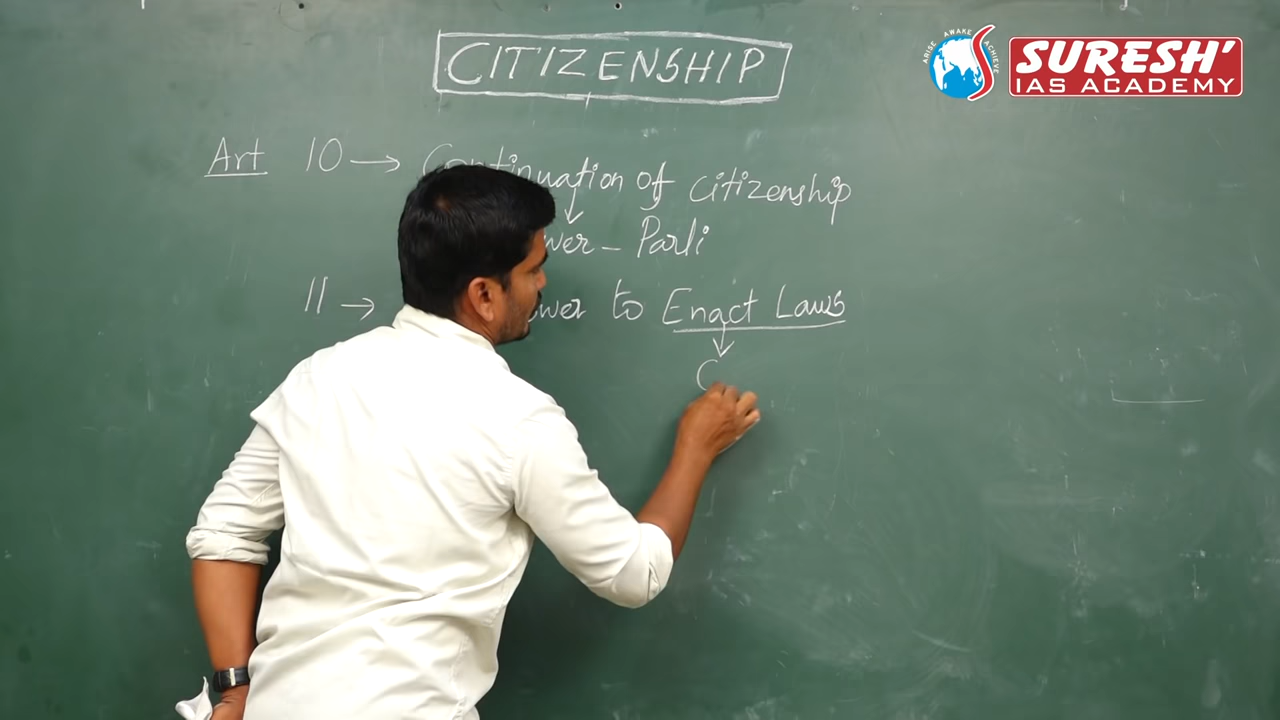 CITIZENSHIP
ARISE AWAKE ACHIEVE
SURESH'
IAS ACADEMY
Art 10 → Continuation of citizenship
↓
wer - Parli
11 → wer to Enact Laws
↓
C